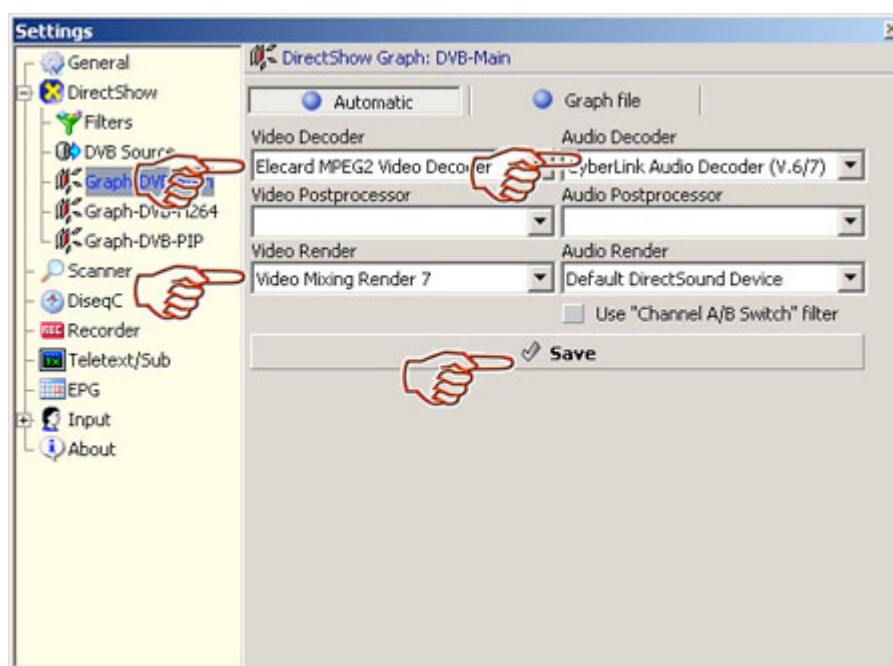 Settings
General
DirectShow
Filters
DVB Source
Graph-DVB-Main
Graph-DVB-H264
Graph-DVB-PIP
Scanner
DiseqC
Recorder
Teletext/Sub
EPG
Input
About
DirectShow Graph: DVB-Main
Automatic
Graph file
Video Decoder
Audio Decoder
Elecard MPEG2 Video Decoder
CyberLink Audio Decoder (V.6/7)
Video Postprocessor
Audio Postprocessor
Video Render
Audio Render
Video Mixing Render 7
Default DirectSound Device
Use "Channel A/B Switch" filter
Save